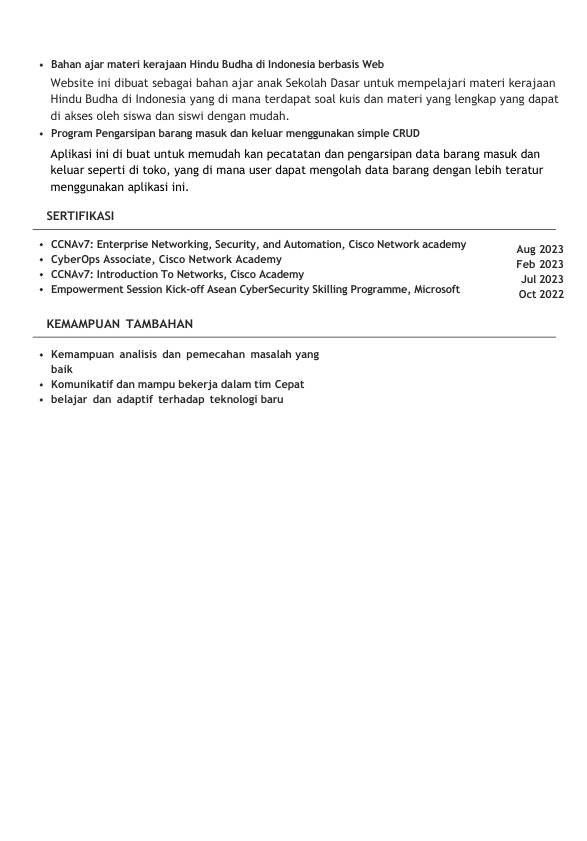 • Bahan ajar materi kerajaan Hindu Budha di Indonesia berbasis Web
Website ini dibuat sebagai bahan ajar anak Sekolah Dasar untuk mempelajari materi kerajaan
Hindu Budha di Indonesia yang di mana terdapat soal kuis dan materi yang lengkap yang dapat
di akses oleh siswa dan siswi dengan mudah.
• Program Pengarsipan barang masuk dan keluar menggunakan simple CRUD
Aplikasi ini di buat untuk memudah kan pecatatan dan pengarsipan data barang masuk dan
keluar seperti di toko, yang di mana user dapat mengolah data barang dengan lebih teratur
menggunakan aplikasi ini.
SERTIFIKASI
• CCNAv7: Enterprise Networking, Security, and Automation, Cisco Network academy Aug 2023
• CyberOps Associate, Cisco Network Academy Feb 2023
• CCNAv7: Introduction To Networks, Cisco Academy Jul 2023
• Empowerment Session Kick-off Asean CyberSecurity Skilling Programme, Microsoft Oct 2022
KEMAMPUAN TAMBAHAN
• Kemampuan analisis dan pemecahan masalah yang
baik
• Komunikatif dan mampu bekerja dalam tim Cepat
• belajar dan adaptif terhadap teknologi baru